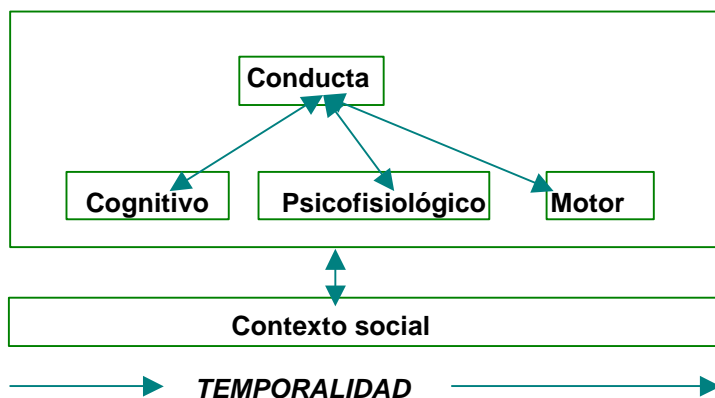 Conducta
Cognitivo Psicofisiológico Motor
Contexto social
TEMPORALIDAD